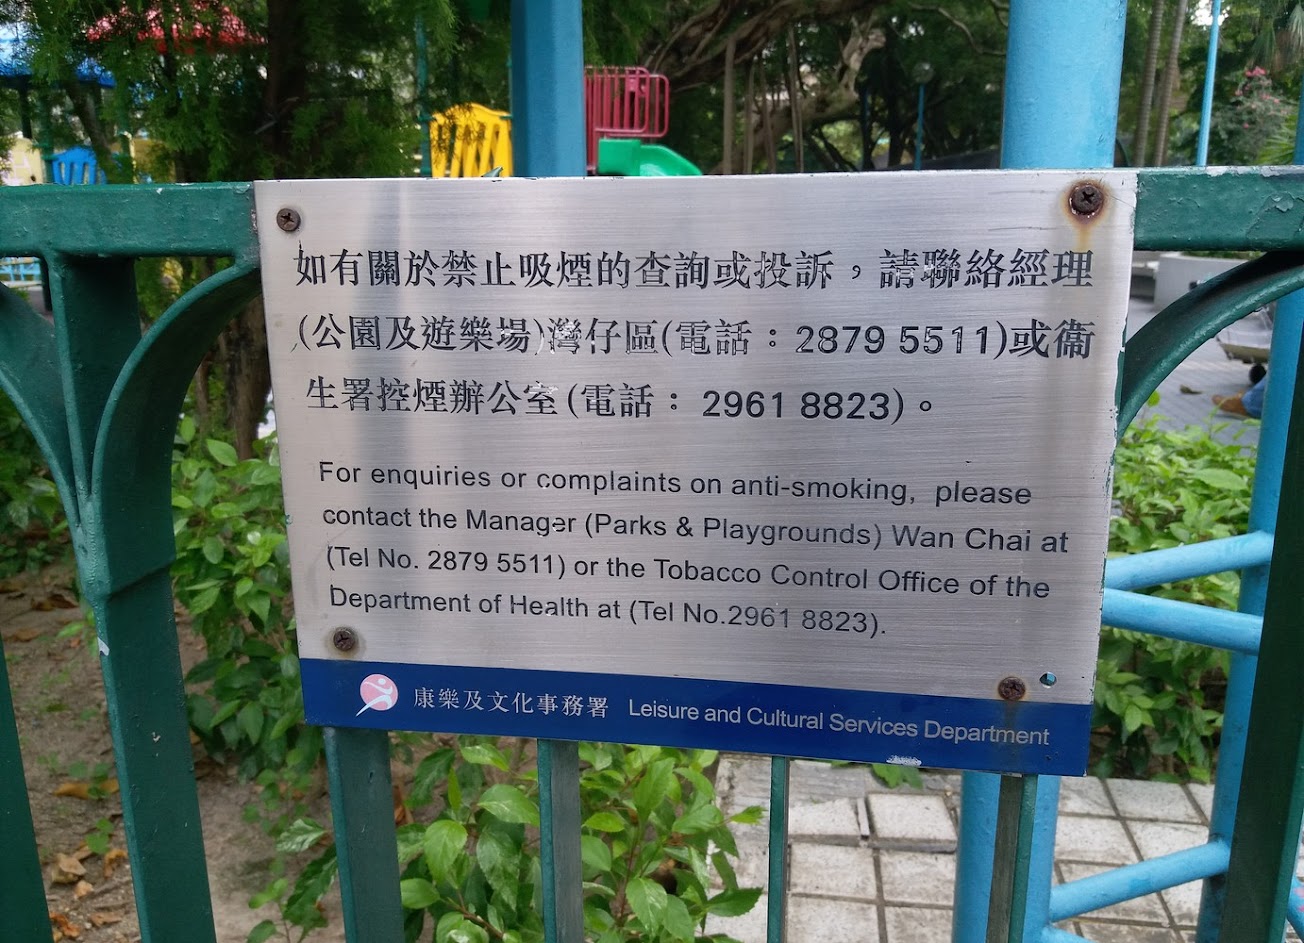 如有關於禁止吸煙的查詢或投訴，請聯絡經理
(公園及遊樂場)灣仔區(電話：2879 5511)或衞
生署控煙辦公室(電話：2961 8823)。
For enquiries or complaints on anti-smoking, please
contact the Manager (Parks & Playgrounds) Wan Chai at
(Tel No. 2879 5511) or the Tobacco Control Office of the
Department of Health at (Tel No.2961 8823).
康樂及文化事務署 Leisure and Cultural Services Department